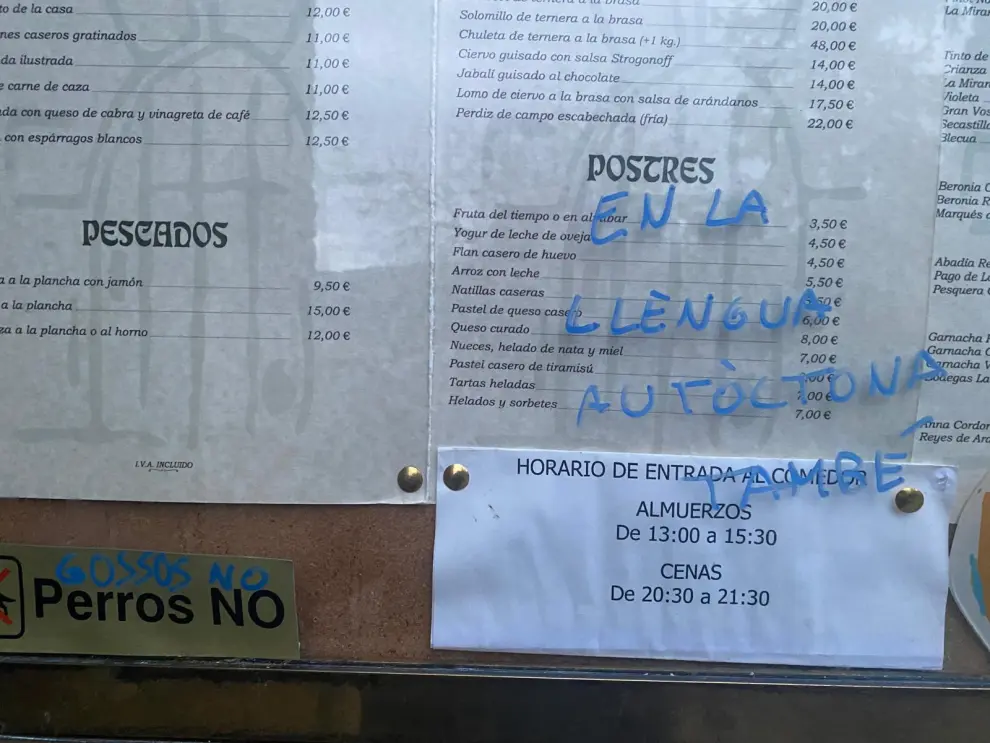 to de la casa 12,00 €
nes caseros gratinados 11,00 €
da ilustrada 11,00 €
e carne de caza 11,00 €
ada con queso de cabra y vinagreta de café 12,50 €
con espárragos blancos 12,50 €
PESCADOS
a a la plancha con jamón 9,50 €
a la plancha 15,00 €
za a la plancha o al horno 12,00 €
I.V.A. INCLUIDO
20,00 €
Solomillo de ternera a la brasa 20,00 €
Chuleta de ternera a la brasa (+1 kg.) 48,00 €
Ciervo guisado con salsa Strogonoff 14,00 €
Jabalí guisado al chocolate 14,00 €
Lomo de ciervo a la brasa con salsa de arándanos 17,50 €
Perdiz de campo escabechada (fría) 22,00 €
POSTRES
Fruta del tiempo o en almíbar 3,50 €
Yogur de leche de oveja 4,50 €
Flan casero de huevo 4,50 €
Arroz con leche 5,50 €
Natillas caseras
Pastel de queso casero 6,00 €
Queso curado 8,00 €
Nueces, helado de nata y miel 7,00 €
Pastel casero de tiramisú
Tartas heladas
Helados y sorbetes 7,00 €
EN LA
LLÈNGUA
AUTÒCTONA
TAMBÉ
La Miran
Tinto de
Crianza
La Miran
Violeta
Gran Vos
Secastill
Blecua
Beronia C
Beronia R
Marqués d
Abadía Re
Pago de L
Pesquera
Garnacha
Garnacha
Garnacha V
Bodegas La
Anna Cordor
Reyes de Ara
HORARIO DE ENTRADA AL COMEDOR
ALMUERZOS
De 13:00 a 15:30
CENAS
De 20:30 a 21:30
GOSSOS NO
Perros NO